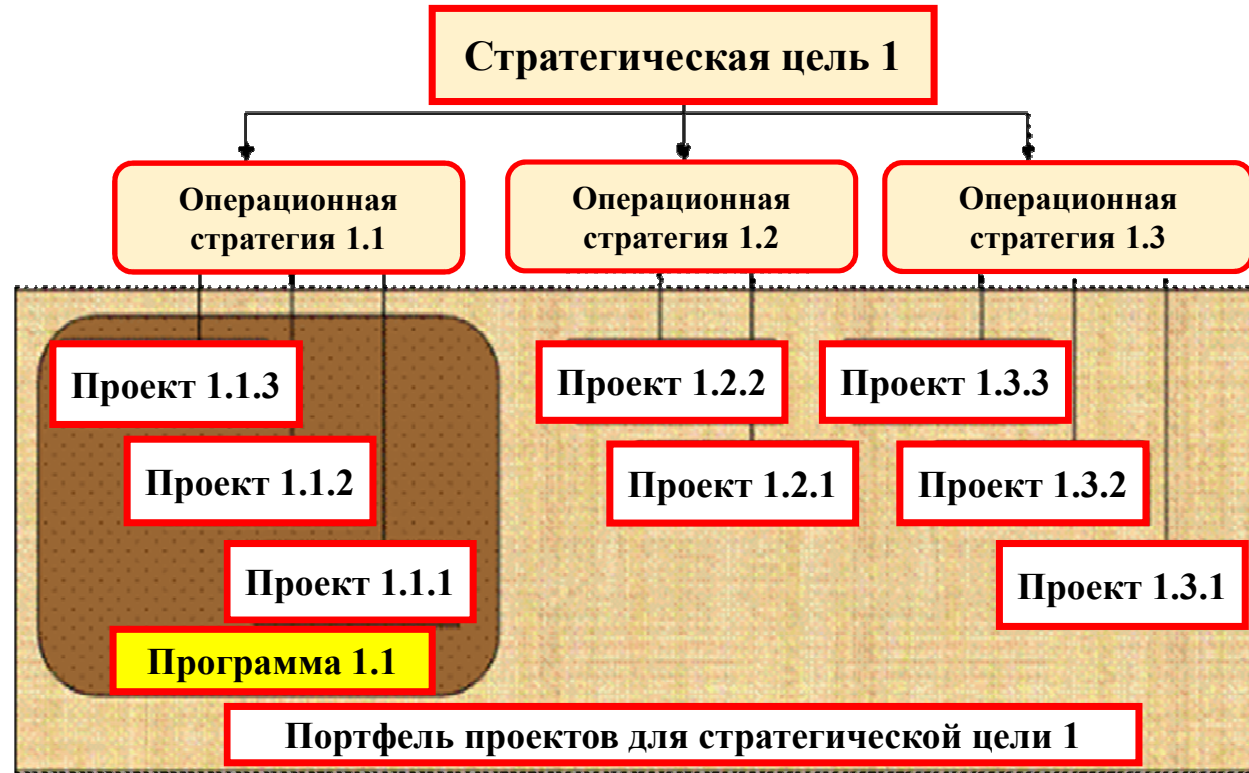 Стратегическая цель 1
Операционная
стратегия 1.1
Операционная
стратегия 1.2
Операционная
стратегия 1.3
Проект 1.1.3
Проект 1.2.2
Проект 1.3.3
Проект 1.1.2
Проект 1.2.1
Проект 1.3.2
Проект 1.1.1
Проект 1.3.1
Программа 1.1
Портфель проектов для стратегической цели 1